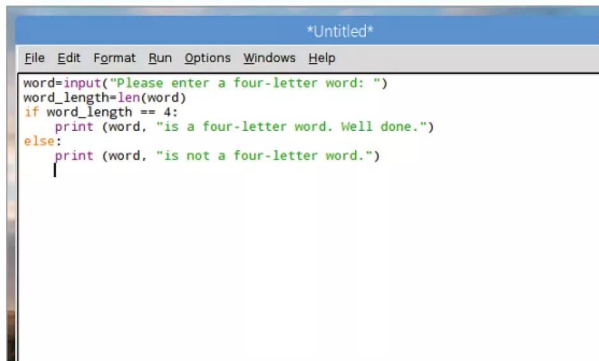 *Untitled*
File Edit Format Run Options Windows Help
word=input("Please enter a four-letter word: ")
word_length=len(word)
if word_length == 4:
    print (word, "is a four-letter word. Well done.")
else:
    print (word, "is not a four-letter word.")